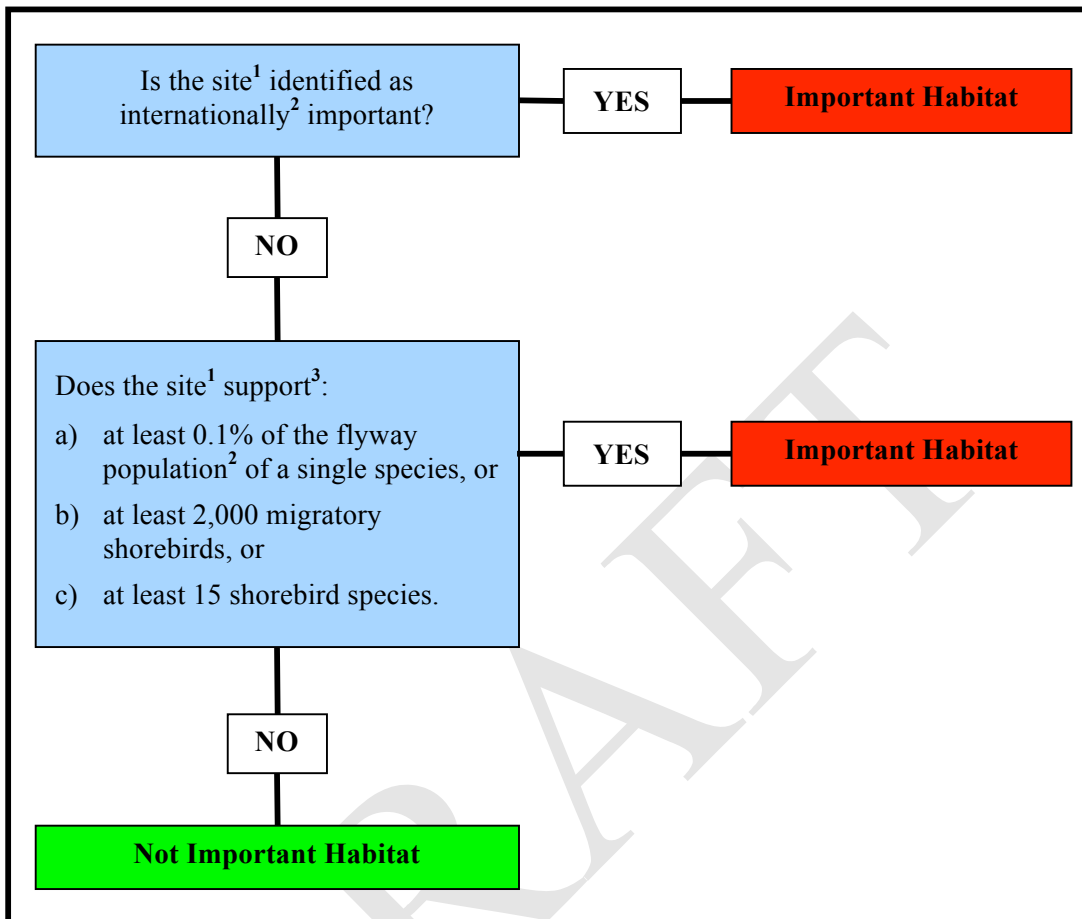 Is the site¹ identified as
internationally² important?
YES
Important Habitat
NO
Does the site¹ support³:
a) at least 0.1% of the flyway
population² of a single species, or
b) at least 2,000 migratory
shorebirds, or
c) at least 15 shorebird species.
YES
Important Habitat
NO
Not Important Habitat
RAFT